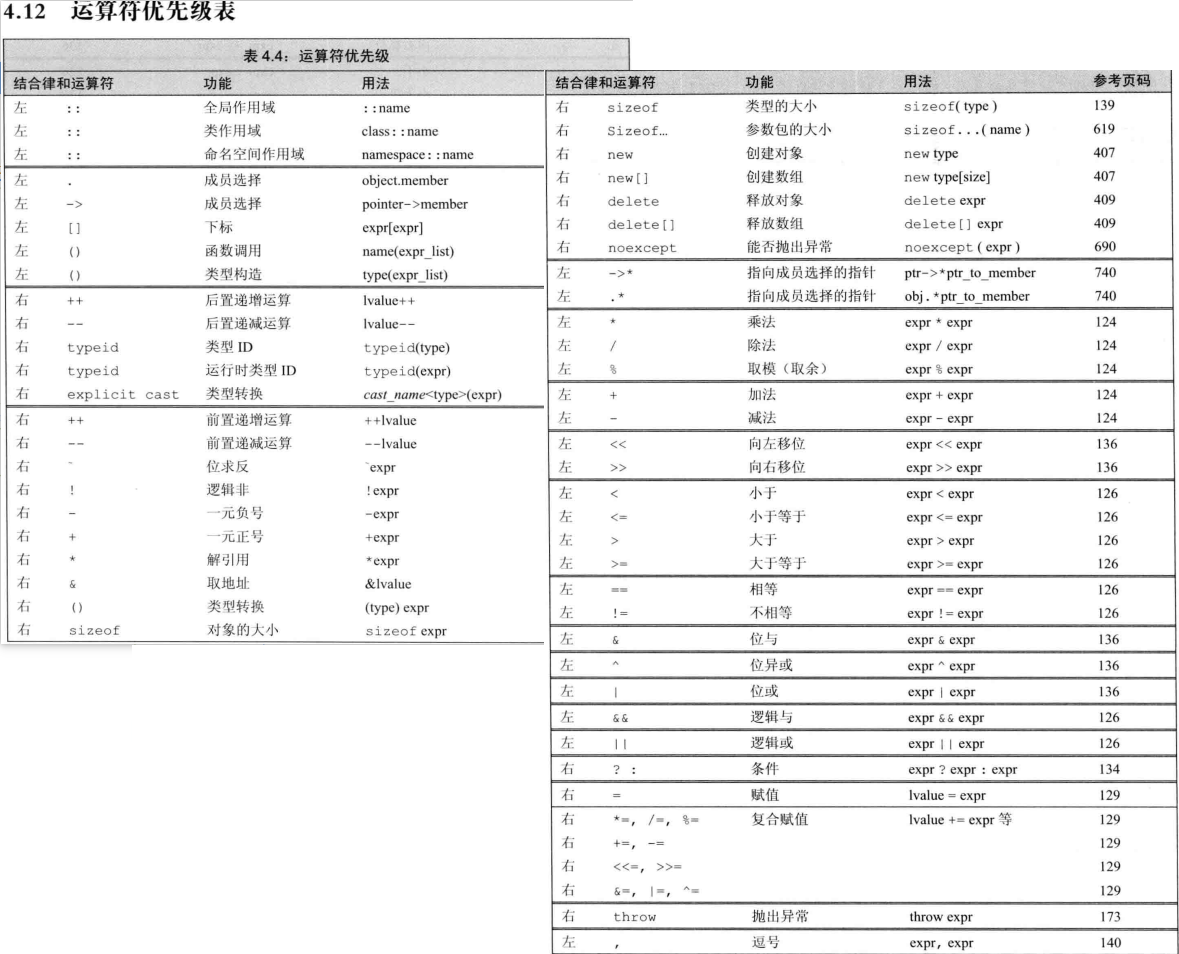 4.12 运算符优先级表
表 4.4：运算符优先级
结合律和运算符 功能 用法
左 :: 全局作用域 ::name
左 :: 类作用域 class::name
左 :: 命名空间作用域 namespace::name
左 . 成员选择 object.member
左 -> 成员选择 pointer->member
左 [] 下标 expr[expr]
左 () 函数调用 name(expr_list)
左 () 类型构造 type(expr_list)
右 ++ 后置递增运算 lvalue++
右 -- 后置递减运算 lvalue--
右 typeid 类型 ID typeid(type)
右 typeid 运行时类型 ID typeid(expr)
右 explicit cast 类型转换 cast_name<type>(expr)
右 ++ 前置递增运算 ++lvalue
右 -- 前置递减运算 --lvalue
右 ~ 位求反 ~expr
右 ! 逻辑非 !expr
右 - 一元负号 -expr
右 + 一元正号 +expr
右 * 解引用 *expr
右 & 取地址 &lvalue
右 () 类型转换 (type) expr
右 sizeof 对象的大小 sizeof expr
结合律和运算符 功能 用法 参考页码
右 sizeof 类型的大小 sizeof( type ) 139
右 Sizeof… 参数包的大小 sizeof...( name ) 619
右 new 创建对象 new type 407
右 new[] 创建数组 new type[size] 407
右 delete 释放对象 delete expr 409
右 delete[] 释放数组 delete[] expr 409
右 noexcept 能否抛出异常 noexcept ( expr ) 690
左 ->* 指向成员选择的指针 ptr->*ptr_to_member 740
左 .* 指向成员选择的指针 obj.*ptr_to_member 740
左 * 乘法 expr * expr 124
左 / 除法 expr / expr 124
左 % 取模（取余） expr % expr 124
左 + 加法 expr + expr 124
左 - 减法 expr - expr 124
左 << 向左移位 expr << expr 136
左 >> 向右移位 expr >> expr 136
左 < 小于 expr < expr 126
左 <= 小于等于 expr <= expr 126
左 > 大于 expr > expr 126
左 >= 大于等于 expr >= expr 126
左 == 相等 expr == expr 126
左 != 不相等 expr != expr 126
左 & 位与 expr & expr 136
左 ^ 位异或 expr ^ expr 136
左 | 位或 expr | expr 136
左 && 逻辑与 expr && expr 126
左 || 逻辑或 expr || expr 126
右 ? : 条件 expr ? expr : expr 134
右 = 赋值 lvalue = expr 129
右 *=, /=, %= 复合赋值 lvalue += expr 等 129
右 +=, -= 129
右 <<=, >>= 129
右 &=, |=, ^= 129
右 throw 抛出异常 throw expr 173
左 , 逗号 expr, expr 140